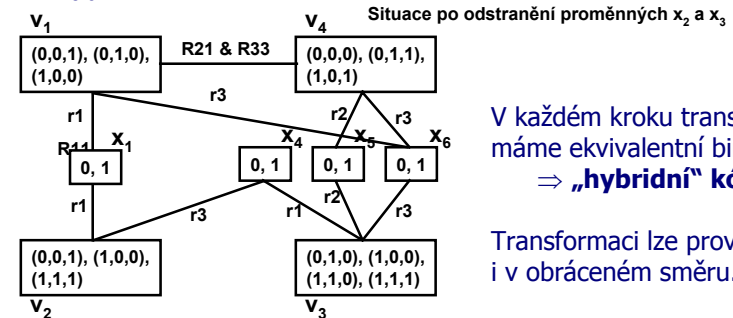 Situace po odstranění proměnných x2 a x3
v1
(0,0,1), (0,1,0),
(1,0,0)
R21 & R33
v4
(0,0,0), (0,1,1),
(1,0,1)
r1
r3
r2
r3
R11
x1
0, 1
x4
0, 1
x5
0, 1
x6
0, 1
r1
r3
r1
r2
r3
(0,0,1), (1,0,0),
(1,1,1)
v2
(0,1,0), (1,0,0),
(1,1,0), (1,1,1)
v3
V každém kroku trans
máme ekvivalentní bi
⇒ „hybridní“ kó
Transformaci lze prov
i v obráceném směru.